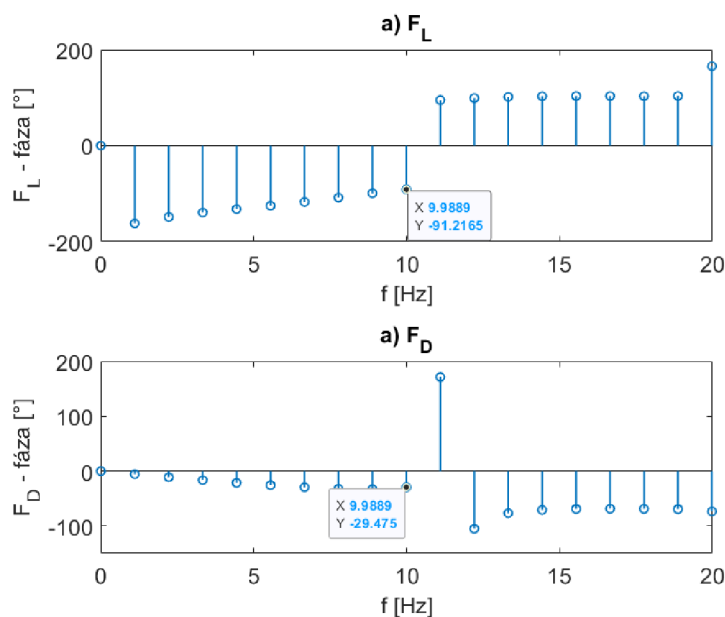 a) F_L
200
0
-200
F_L - fáza [°]
X 9.9889
Y -91.2165
0 5 10 15 20
f [Hz]
a) F_D
200
100
0
-100
F_D - fáza [°]
X 9.9889
Y -29.475
0 5 10 15 20
f [Hz]